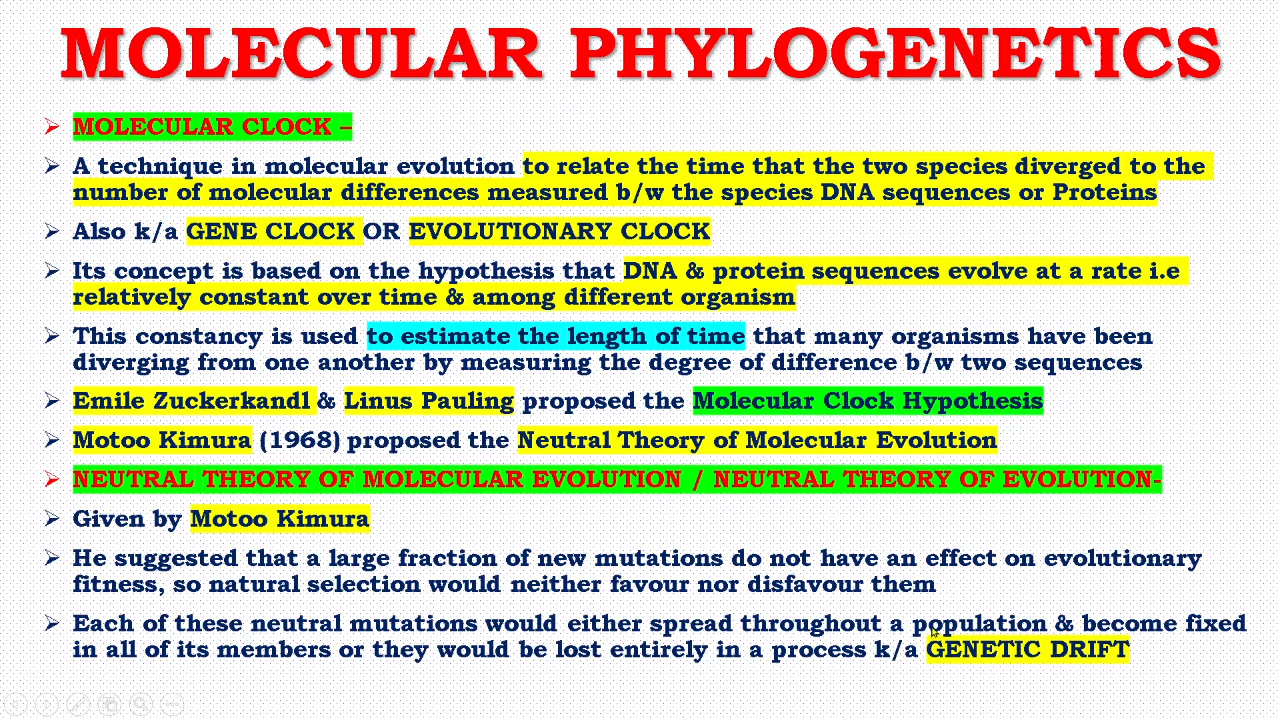 MOLECULAR PHYLOGENETICS
➢ MOLECULAR CLOCK –
➢ A technique in molecular evolution to relate the time that the two species diverged to the
number of molecular differences measured b/w the species DNA sequences or Proteins
➢ Also k/a GENE CLOCK OR EVOLUTIONARY CLOCK
➢ Its concept is based on the hypothesis that DNA & protein sequences evolve at a rate i.e
relatively constant over time & among different organism
➢ This constancy is used to estimate the length of time that many organisms have been
diverging from one another by measuring the degree of difference b/w two sequences
➢ Emile Zuckerkandl & Linus Pauling proposed the Molecular Clock Hypothesis
➢ Motoo Kimura (1968) proposed the Neutral Theory of Molecular Evolution
➢ NEUTRAL THEORY OF MOLECULAR EVOLUTION / NEUTRAL THEORY OF EVOLUTION-
➢ Given by Motoo Kimura
➢ He suggested that a large fraction of new mutations do not have an effect on evolutionary
fitness, so natural selection would neither favour nor disfavour them
➢ Each of these neutral mutations would either spread throughout a population & become fixed
in all of its members or they would be lost entirely in a process k/a GENETIC DRIFT